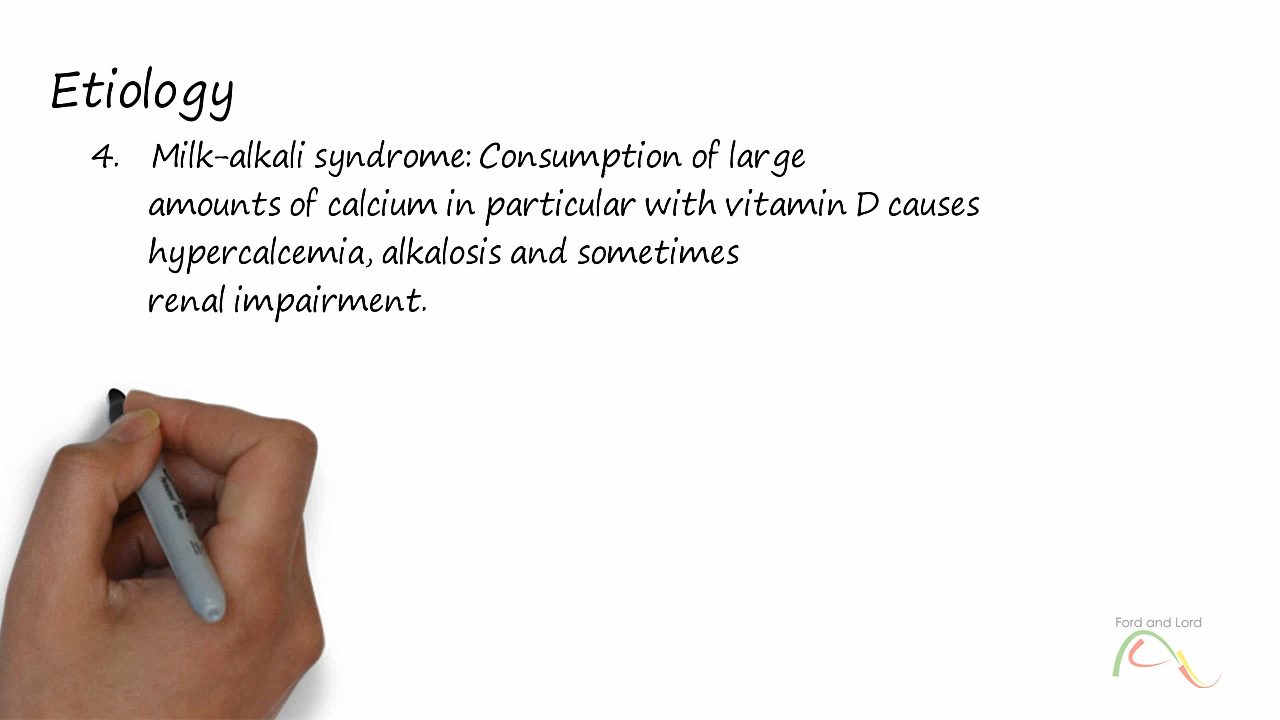 Etiology
4. Milk-alkali syndrome: Consumption of large
amounts of calcium in particular with vitamin D causes
hypercalcemia, alkalosis and sometimes
renal impairment.
Ford and Lord